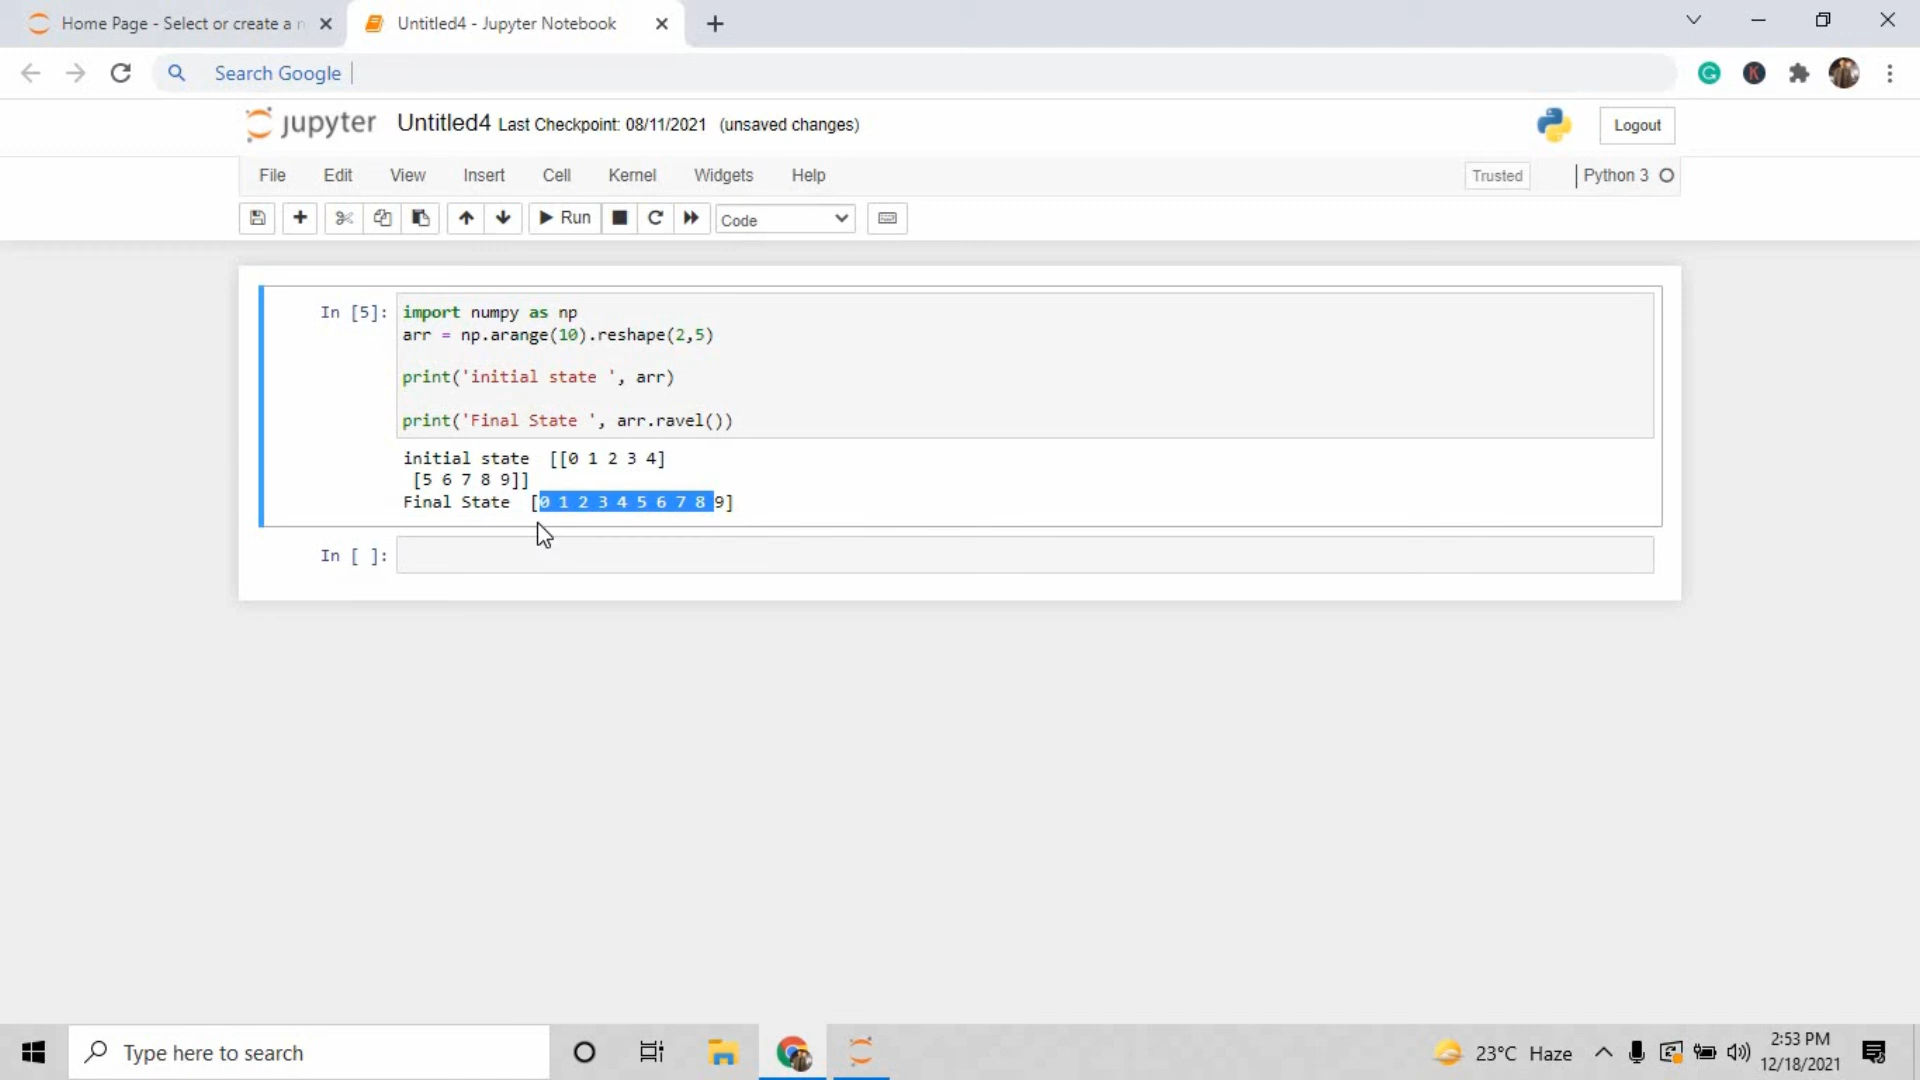 Home Page - Select or create a n
Untitled4 - Jupyter Notebook
Search Google
G
K
jupyter Untitled4 Last Checkpoint: 08/11/2021 (unsaved changes)
Logout
File Edit View Insert Cell Kernel Widgets Help
Trusted
Python 3
Run
Code
In [5]: import numpy as np
arr = np.arange(10).reshape(2,5)
print('initial state ', arr)
print('Final State ', arr.ravel())
initial state  [[0 1 2 3 4]
 [5 6 7 8 9]]
Final State  [0 1 2 3 4 5 6 7 8 9]
In [ ]:
Type here to search
23°C Haze
2:53 PM
12/18/2021